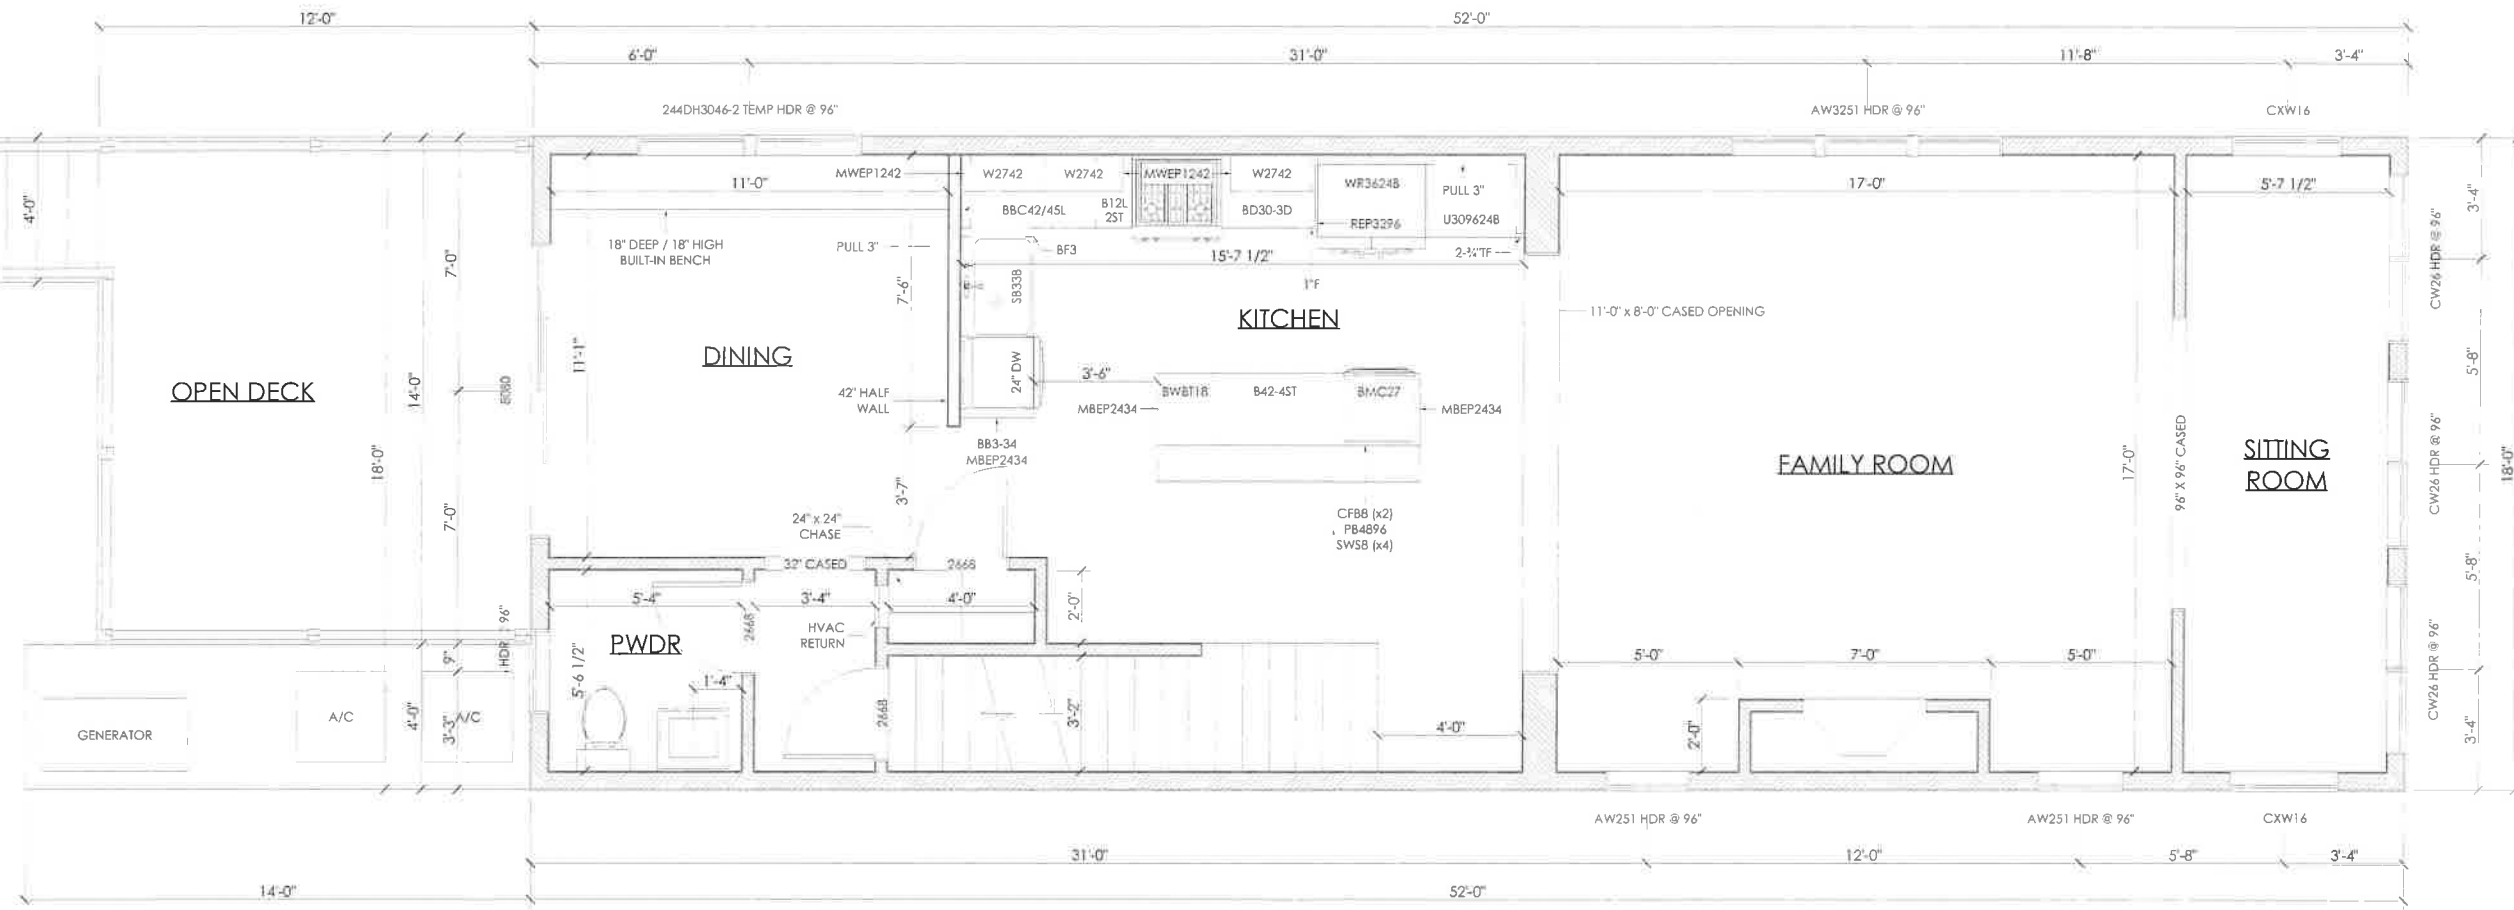 12'-0"
52'-0"
6'-0"
31'-0"
11'-8"
3'-4"
244DH3046-2 TEMP HDR @ 96"
AW3251 HDR @ 96"
CXW16
4'-0"
7'-0"
11'-0"
MWEP1242
W2742
W2742
MWEP1242
W2742
WR3624B
PULL 3"
U309624B
17'-0"
5'-7 1/2"
3'-4"
BBC42/45L
B12L
2ST
BD30-3D
REP3296
18" DEEP / 18" HIGH
BUILT-IN BENCH
PULL 3"
BF3
15'-7 1/2"
2-¾"TF
CW26 HDR @ 96"
7'-6"
SB33B
1"F
KITCHEN
11'-0" x 8'-0" CASED OPENING
11'-1"
DINING
OPEN DECK
14'-0"
8080
24" DW
3'-6"
BWBT18
B42-4ST
BMC27
42" HALF
WALL
MBEP2434
MBEP2434
5'-8"
BB3-34
MBEP2434
18'-0"
FAMILY ROOM
17'-0"
96" X 96" CASED
SITTING
ROOM
CW26 HDR @ 96"
18'-0"
3'-7"
7'-0"
24" x 24"
CHASE
CFB8 (x2)
PB4896
SWS8 (x4)
32" CASED
2668
5'-8"
5'-4"
3'-4"
4'-0"
2'-0"
HDR @ 96"
PWDR
2668
HVAC
RETURN
9"
5'-6 1/2"
1'-4"
5'-0"
7'-0"
5'-0"
CW26 HDR @ 96"
GENERATOR
A/C
4'-0"
3'-3"
A/C
2668
3'-2"
4'-0"
2'-0"
3'-4"
AW251 HDR @ 96"
AW251 HDR @ 96"
CXW16
31'-0"
12'-0"
5'-8"
3'-4"
14'-0"
52'-0"